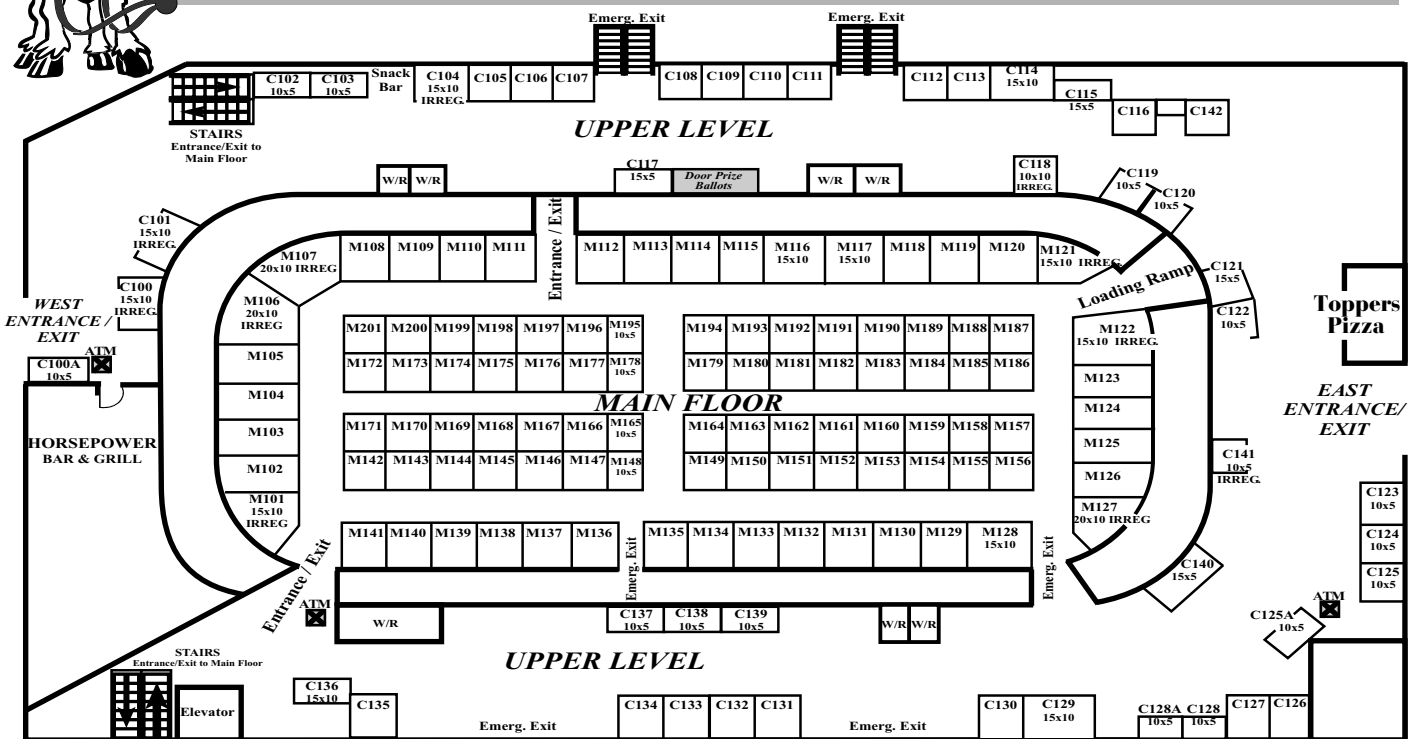 Emerg. Exit
Emerg. Exit
C102
10x5
C103
10x5
Snack
Bar
C104
15x10
IRREG.
C105
C106
C107
C108
C109
C110
C111
C112
C113
C114
15x10
C115
15x5
C116
C142
STAIRS
Entrance/Exit to
Main Floor
UPPER LEVEL
W/R
W/R
C117
15x5
Door Prize
Ballots
W/R
W/R
C118
10x10
IRREG.
C119
10x5
C120
10x5
C101
15x10
IRREG.
C100
15x10
IRREG.
WEST
ENTRANCE /
EXIT
ATM
C100A
10x5
HORSEPOWER
BAR & GRILL
M107
20x10 IRREG
M108
M109
M110
M111
Entrance / Exit
M112
M113
M114
M115
M116
15x10
M117
15x10
M118
M119
M120
M121
15x10 IRREG.
Loading Ramp
C121
15x5
C122
10x5
Toppers
Pizza
M106
20x10
IRREG
M105
M104
M103
M102
M101
15x10
IRREG
M201
M200
M199
M198
M197
M196
M195
10x5
M194
M193
M192
M191
M190
M189
M188
M187
M172
M173
M174
M175
M176
M177
M178
10x5
M179
M180
M181
M182
M183
M184
M185
M186
MAIN FLOOR
M171
M170
M169
M168
M167
M166
M165
10x5
M164
M163
M162
M161
M160
M159
M158
M157
M142
M143
M144
M145
M146
M147
M148
10x5
M149
M150
M151
M152
M153
M154
M155
M156
M122
15x10 IRREG.
M123
M124
M125
M126
M127
20x10 IRREG
EAST
ENTRANCE/
EXIT
C141
10x5
IRREG.
C123
10x5
C124
10x5
C125
10x5
ATM
C125A
10x5
C140
15x5
Entrance / Exit
M141
M140
M139
M138
M137
M136
Emerg. Exit
M135
M134
M133
M132
M131
M130
M129
M128
15x10
Emerg. Exit
ATM
W/R
C137
10x5
C138
10x5
C139
10x5
W/R
W/R
UPPER LEVEL
STAIRS
Entrance/Exit to Main Floor
Elevator
C136
15x10
C135
Emerg. Exit
C134
C133
C132
C131
Emerg. Exit
C130
C129
15x10
C128A
10x5
C128
10x5
C127
C126